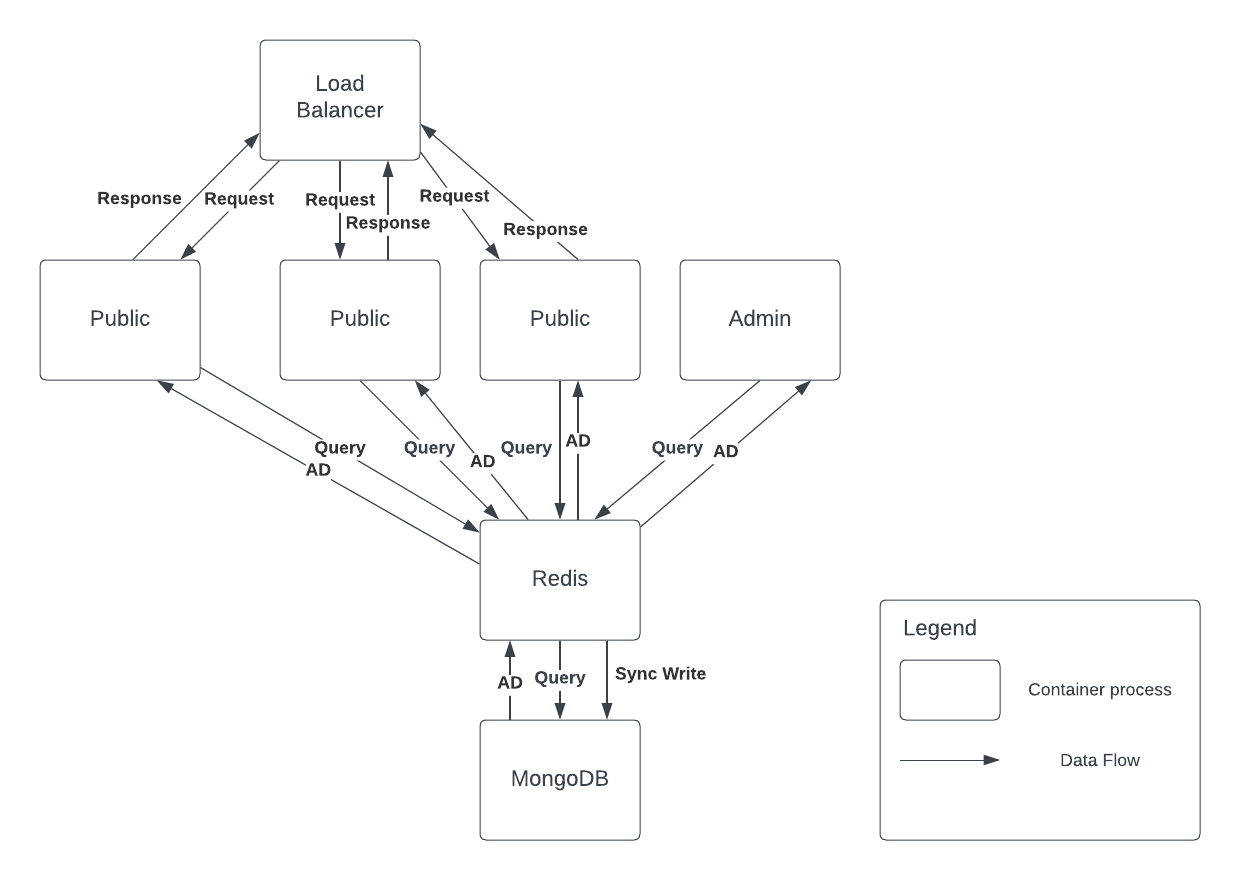 Load
Balancer
Response
Request
Request
Response
Request
Response
Public
Public
Public
Admin
Query
AD
Query
AD
Query
AD
Query
AD
Redis
AD
Query
Sync Write
MongoDB
Legend
Container process
Data Flow